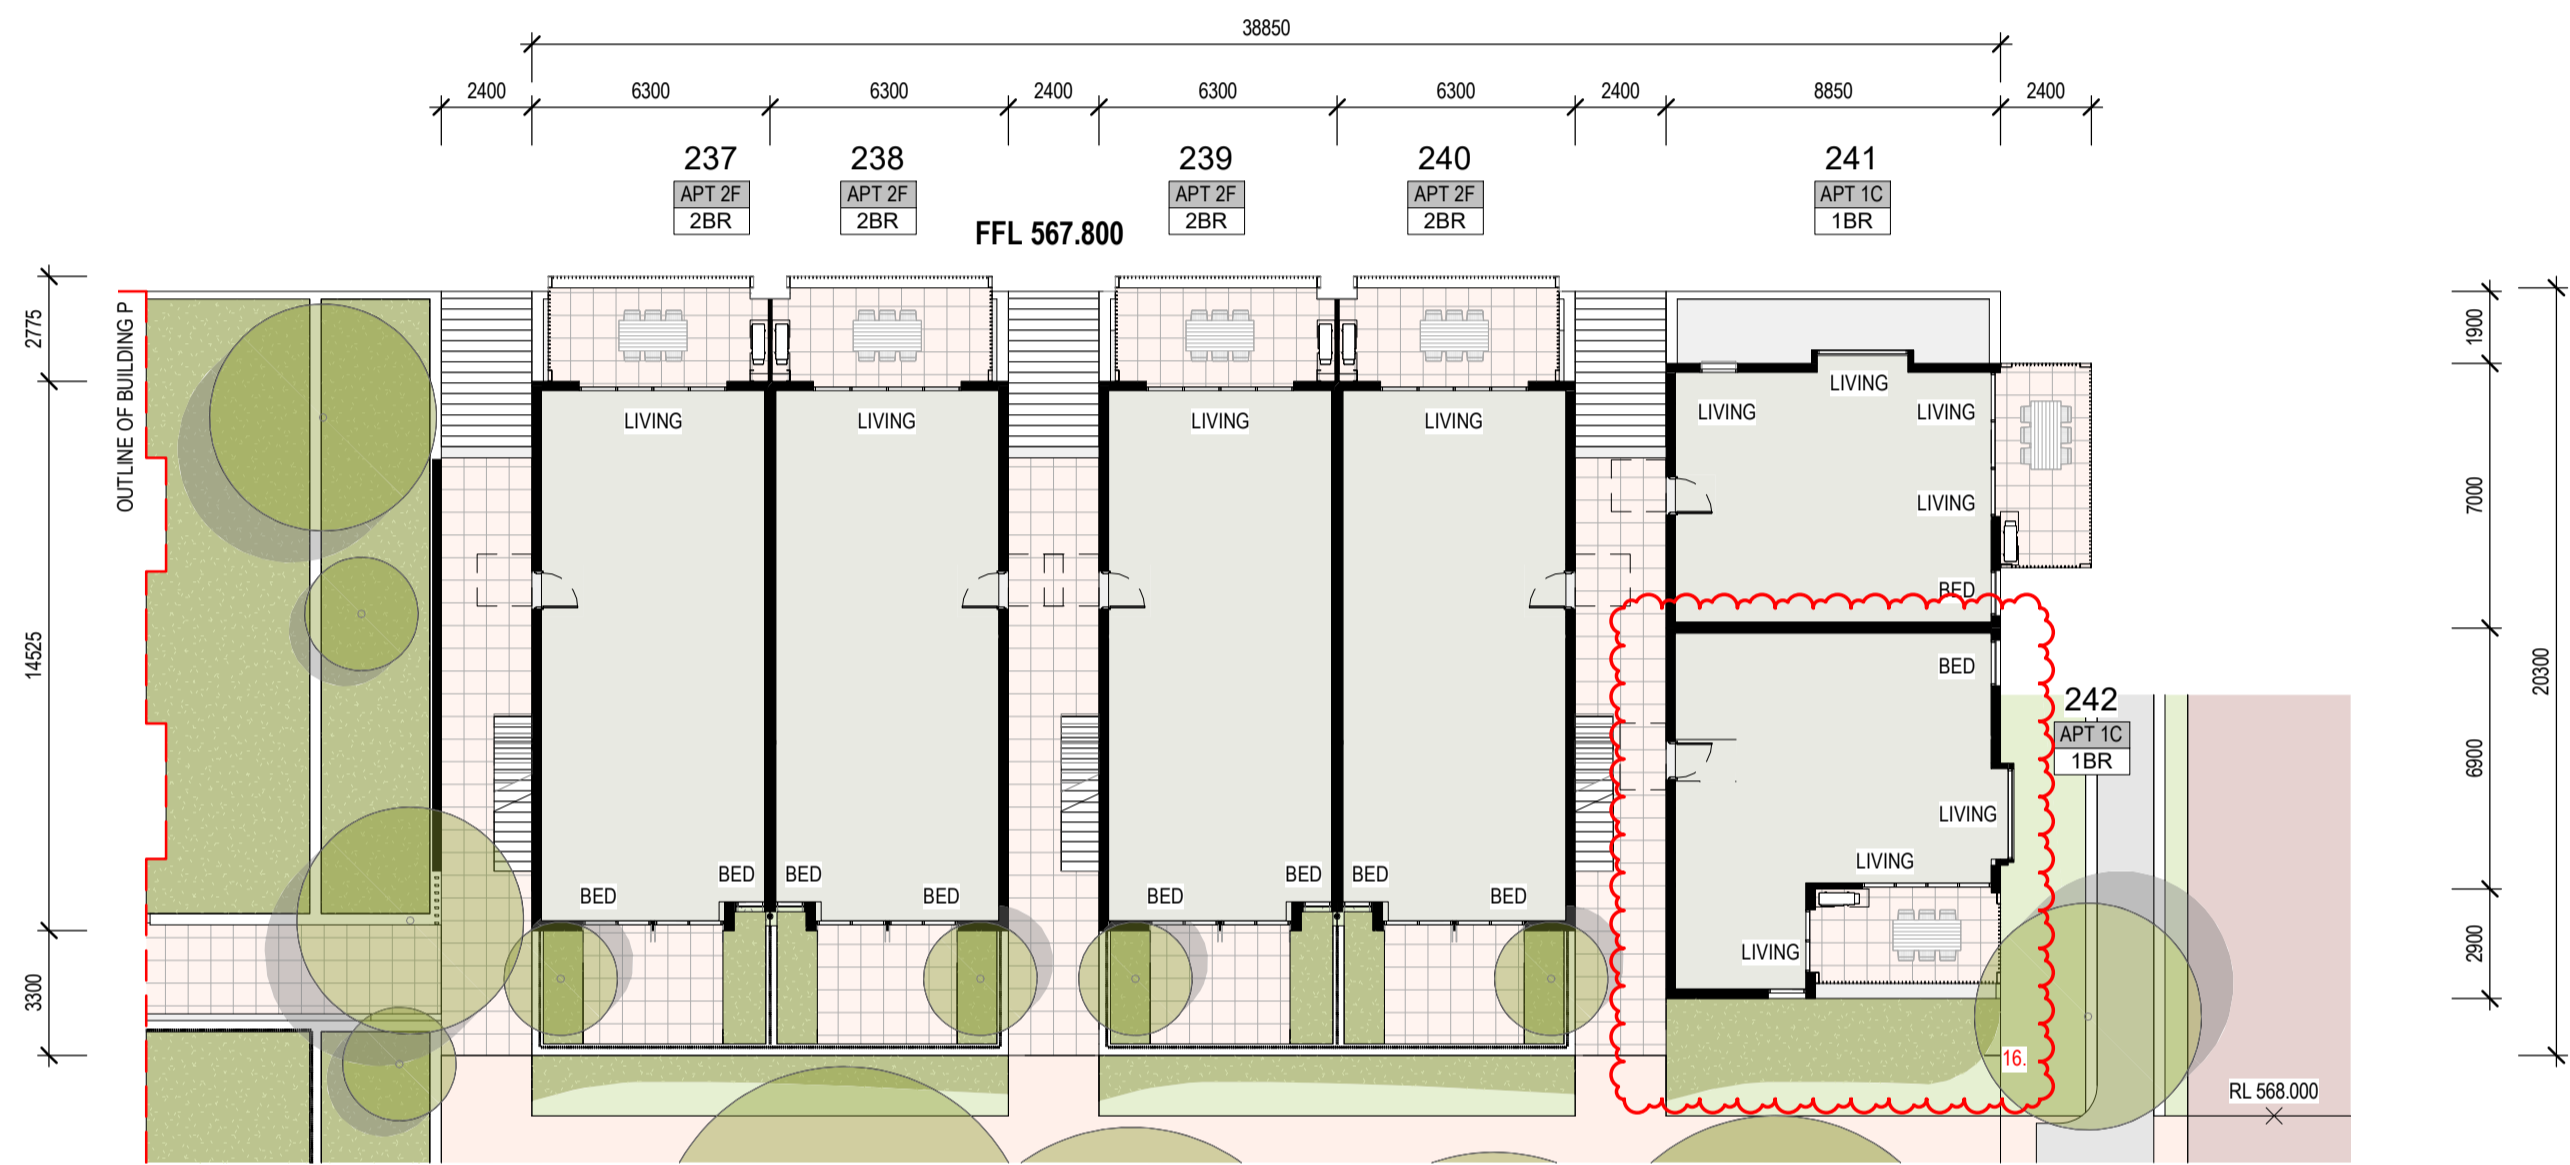 38850
2400 6300 6300 2400 6300 6300 2400 8850 2400
237 238 239 240 241
APT 2F APT 2F APT 2F APT 2F APT 1C
2BR 2BR 2BR 2BR 1BR
FFL 567.800
OUTLINE OF BUILDING P
2775
14525
3300
1900
7000
6900
2900
20300
LIVING LIVING LIVING LIVING
LIVING
LIVING LIVING
LIVING
BED
BED
242
APT 1C
1BR
LIVING
LIVING
BED BED BED BED BED BED BED BED
LIVING
16.
RL 568.000